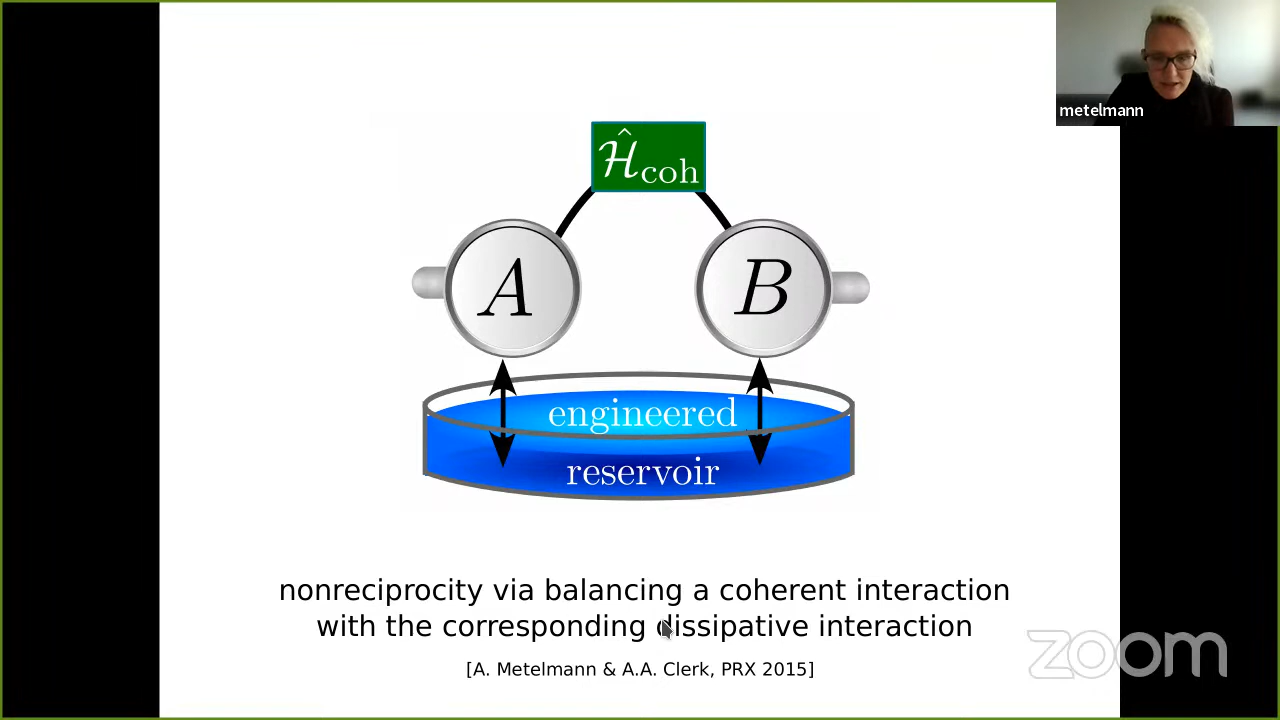 metelmann
Ĥcoh
A
B
engineered
reservoir
nonreciprocity via balancing a coherent interaction
with the corresponding dissipative interaction
[A. Metelmann & A.A. Clerk, PRX 2015]
zoom